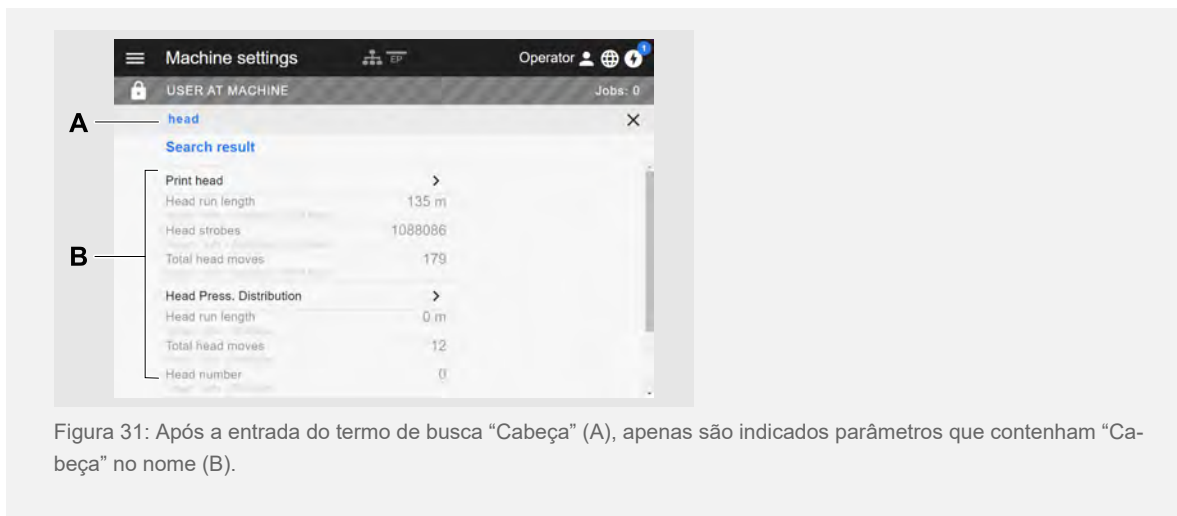 Machine settings EP Operator 1
USER AT MACHINE Jobs: 0
A head
Search result
Print head
Head run length 135 m
Head strobes 1088086
B Total head moves 179
Head Press. Distribution
Head run length 0 m
Total head moves 12
Head number 0
Figura 31: Após a entrada do termo de busca “Cabeça” (A), apenas são indicados parâmetros que contenham “Ca-
beça” no nome (B).